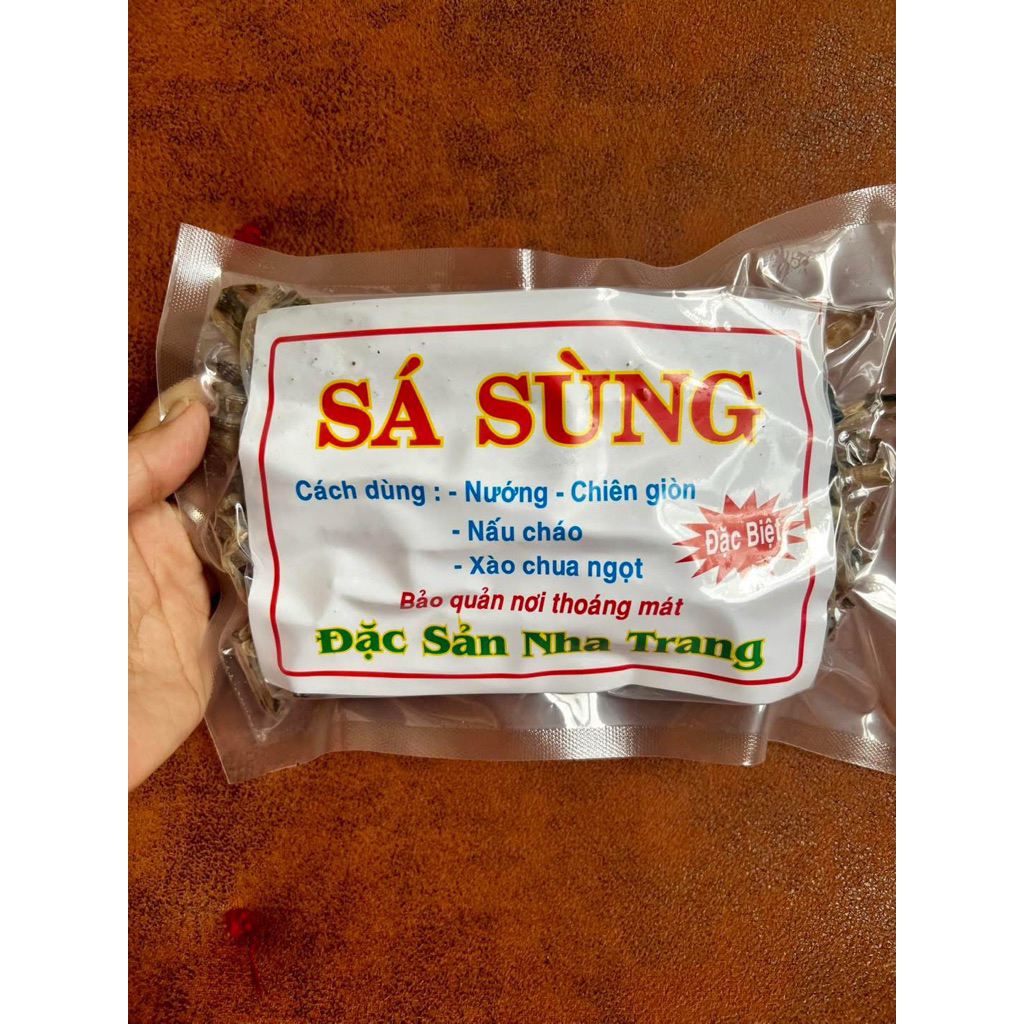 SÁ SÙNG
Cách dùng : - Nướng - Chiên giòn
- Nấu cháo
- Xào chua ngọt
Đặc Biệt
Bảo quản nơi thoáng mát
Đặc Sản Nha Trang